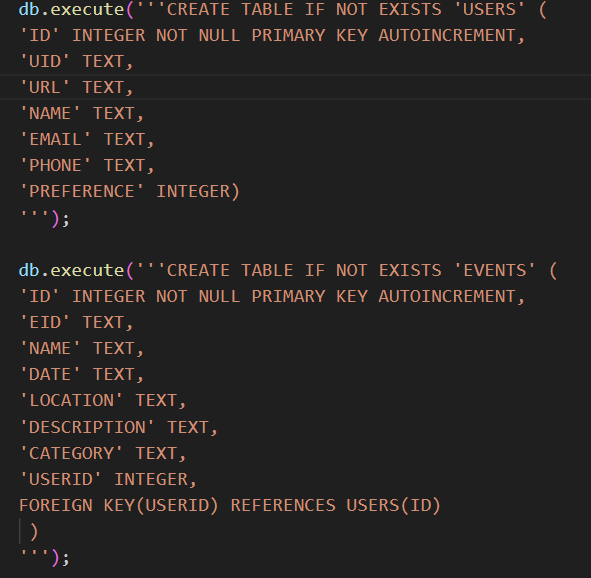 db.execute('''CREATE TABLE IF NOT EXISTS 'USERS' (
'ID' INTEGER NOT NULL PRIMARY KEY AUTOINCREMENT,
'UID' TEXT,
'URL' TEXT,
'NAME' TEXT,
'EMAIL' TEXT,
'PHONE' TEXT,
'PREFERENCE' INTEGER)
''');
db.execute('''CREATE TABLE IF NOT EXISTS 'EVENTS' (
'ID' INTEGER NOT NULL PRIMARY KEY AUTOINCREMENT,
'EID' TEXT,
'NAME' TEXT,
'DATE' TEXT,
'LOCATION' TEXT,
'DESCRIPTION' TEXT,
'CATEGORY' TEXT,
'USERID' INTEGER,
FOREIGN KEY(USERID) REFERENCES USERS(ID)
)
''');